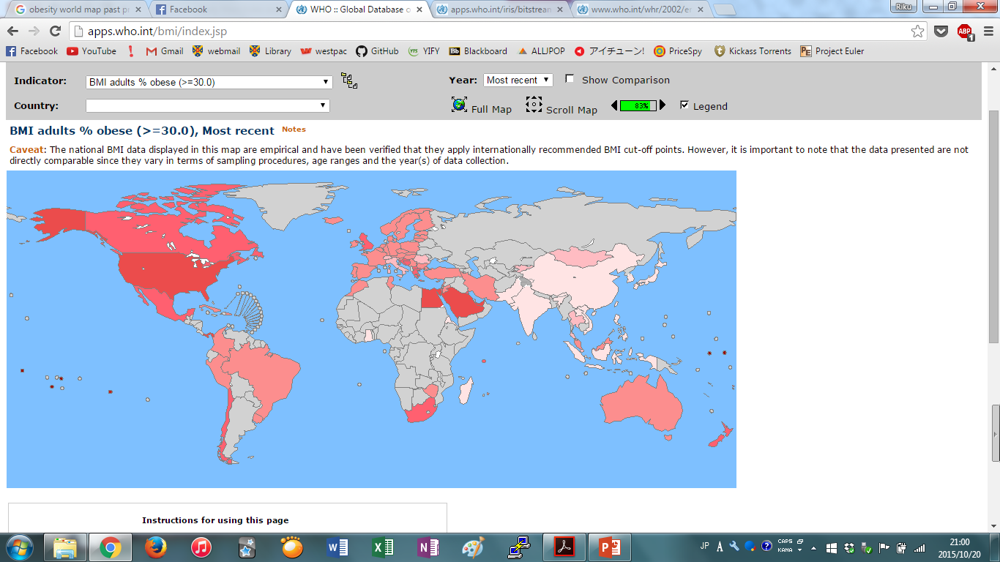 obesity world map past pr
Facebook
WHO :: Global Database o
apps.who.int/iris/bitstrean
www.who.int/whr/2002/en
Riku
apps.who.int/bmi/index.jsp
ABP
1
Facebook
YouTube
Gmail
webmail
Library
westpac
GitHub
YTS
YIFY
Bb
Blackboard
ALLJPOP
アイチューン!
PriceSpy
Kickass Torrents
PE
Project Euler
Indicator:
BMI adults % obese (>=30.0)
Year:
Most recent
Show Comparison
Country:
Full Map
Scroll Map
83%
Legend
BMI adults % obese (>=30.0), Most recent
Notes
Caveat: The national BMI data displayed in this map are empirical and have been verified that they apply internationally recommended BMI cut-off points. However, it is important to note that the data presented are not
directly comparable since they vary in terms of sampling procedures, age ranges and the year(s) of data collection.
Instructions for using this page
JP
A
CAPS
KANA
21:00
2015/10/20